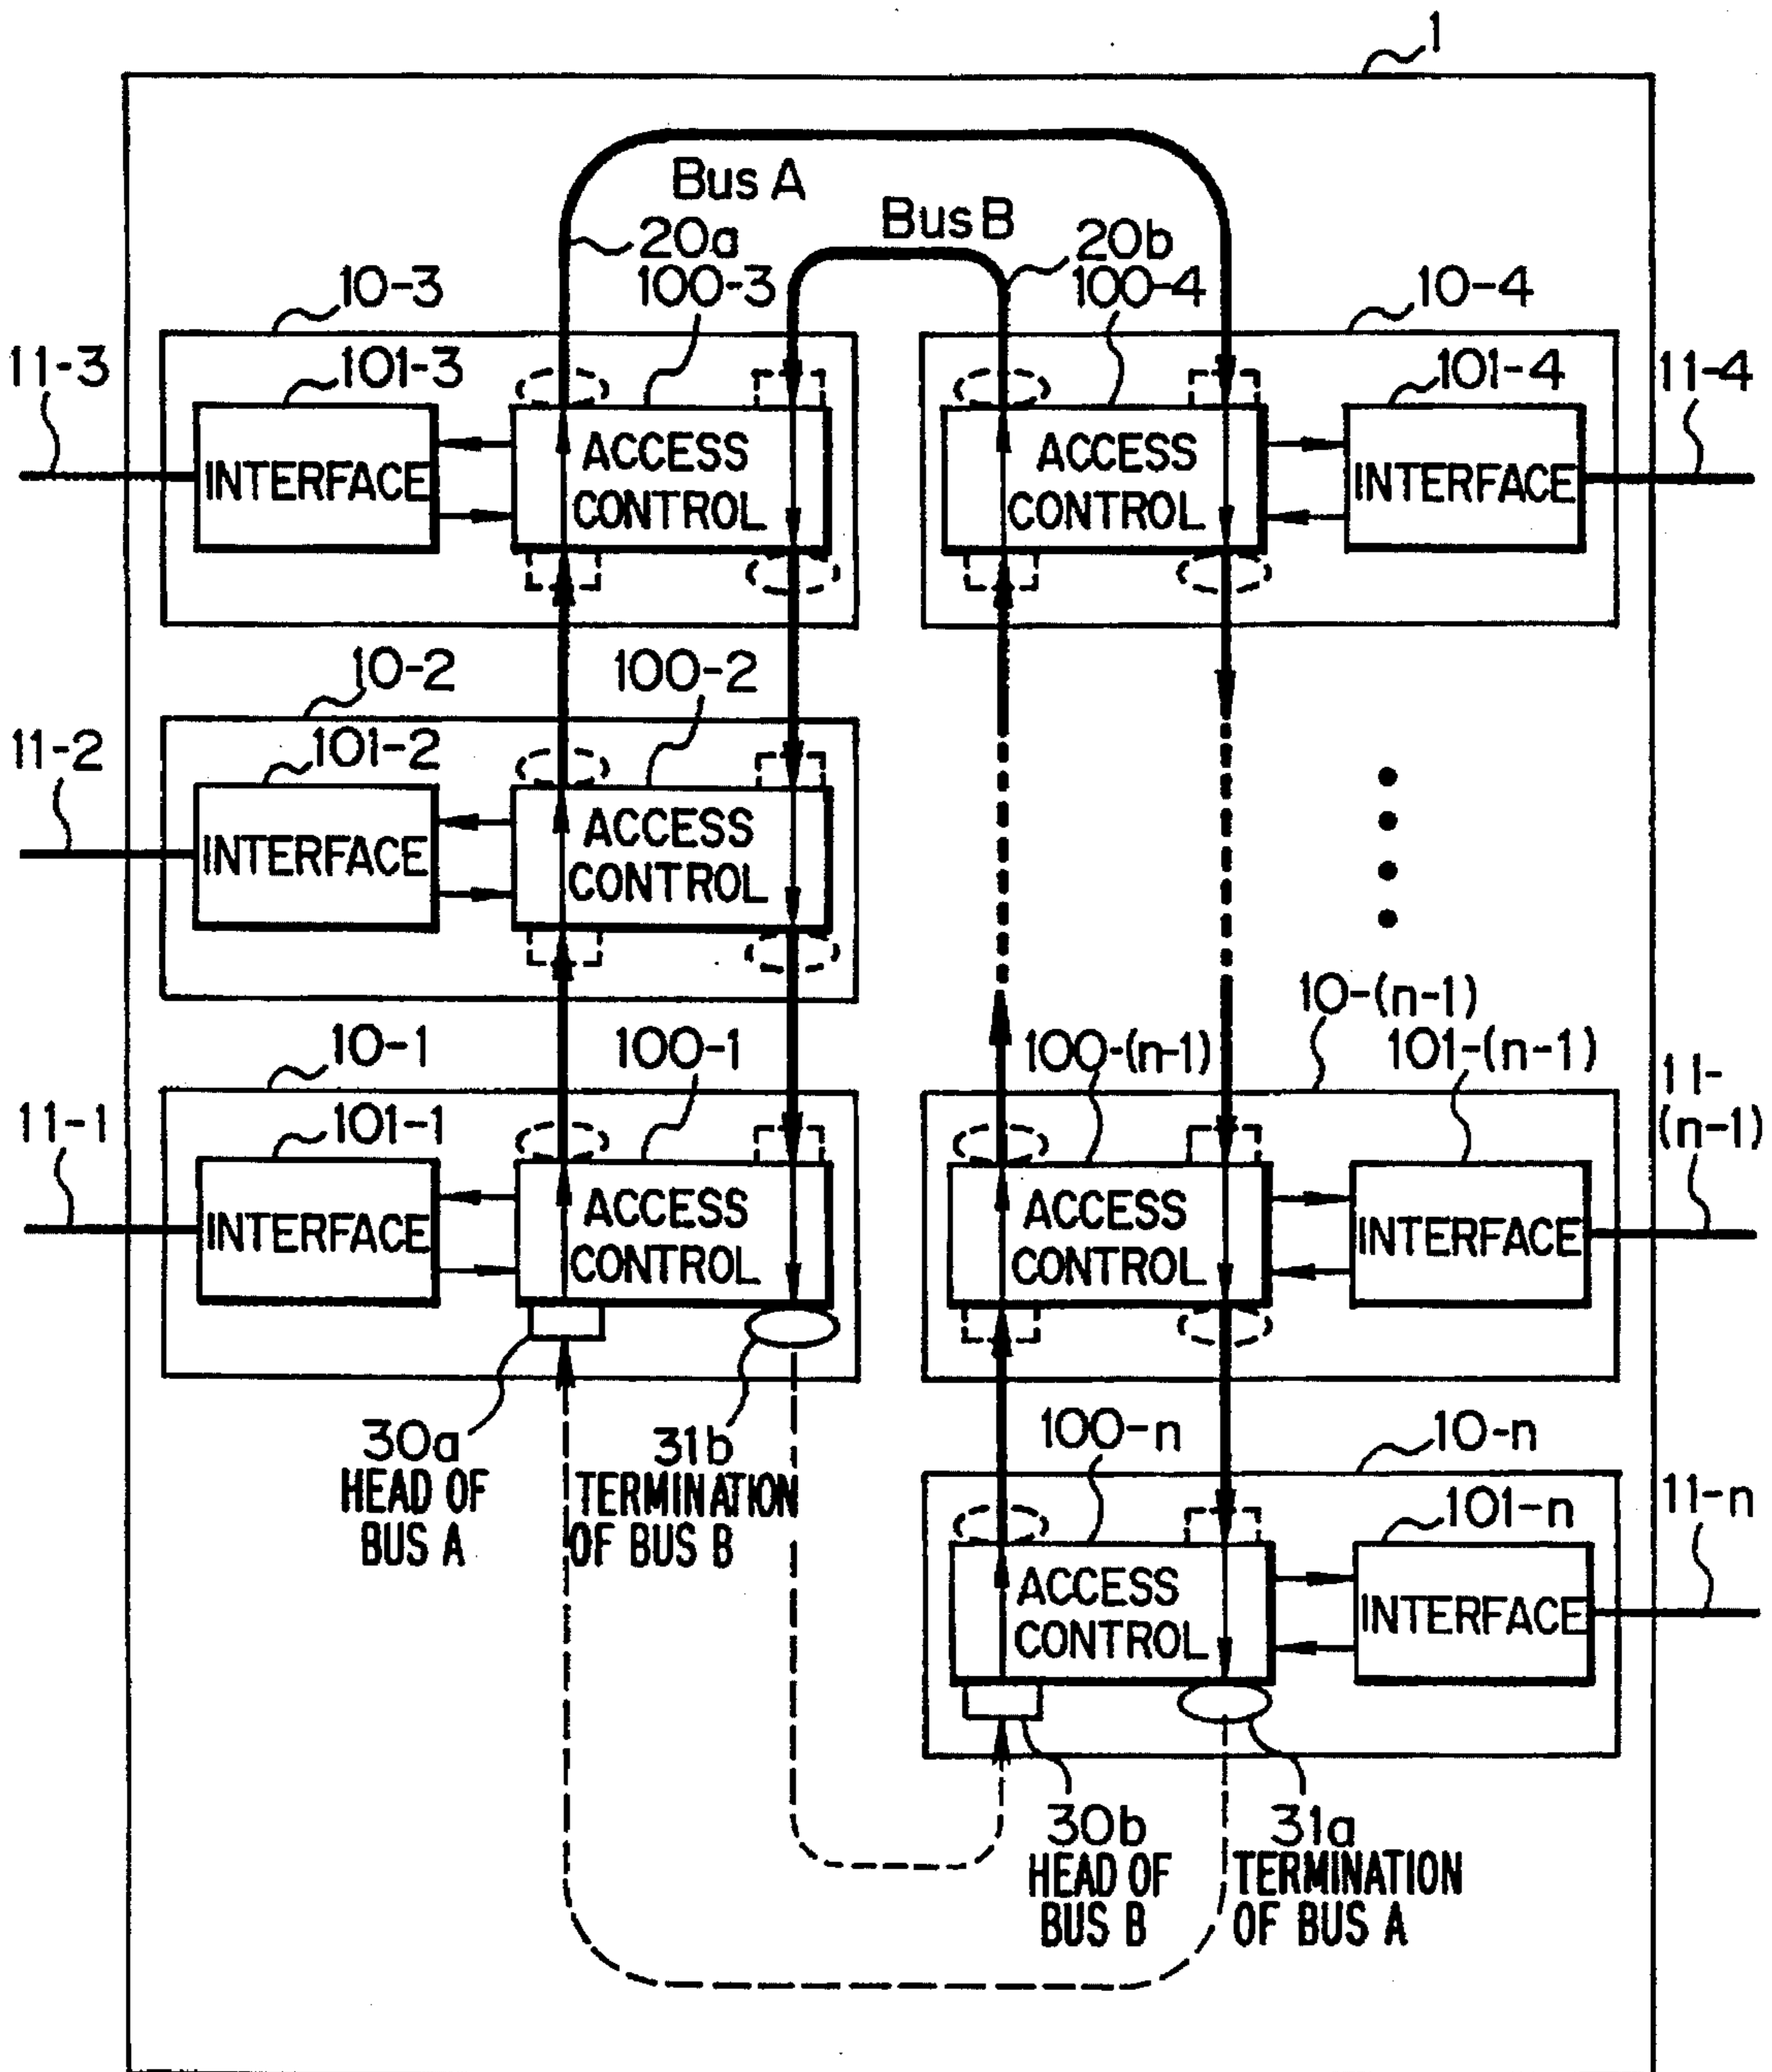 1
Bus A
Bus B
20a
20b
10-3
100-3
100-4
10-4
11-3
101-3
101-4
11-4
INTERFACE
ACCESS
CONTROL
ACCESS
CONTROL
INTERFACE
10-2
100-2
11-2
101-2
INTERFACE
ACCESS
CONTROL
10-(n-1)
10-1
100-1
100-(n-1)
101-(n-1)
11-
(n-1)
11-1
101-1
INTERFACE
ACCESS
CONTROL
ACCESS
CONTROL
INTERFACE
30a
HEAD OF
BUS A
31b
TERMINATION
OF BUS B
100-n
10-n
101-n
11-n
ACCESS
CONTROL
INTERFACE
30b
HEAD OF
BUS B
31a
TERMINATION
OF BUS A